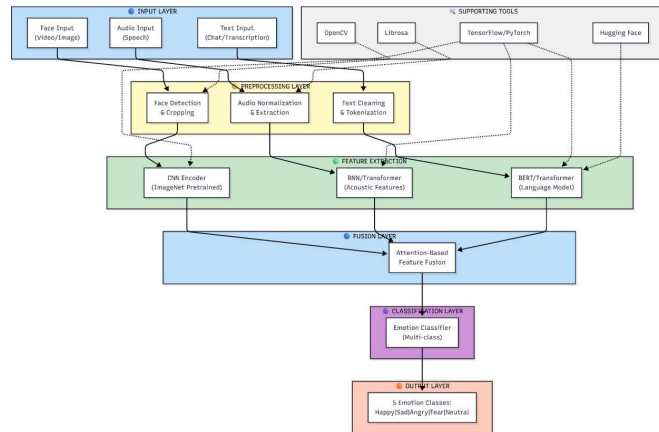 INPUT LAYER
Face Input
(Video/Image)
Audio Input
(Speech)
Text Input
(Chat/Transcription)
SUPPORTING TOOLS
OpenCV
Librosa
TensorFlow/PyTorch
Hugging Face
PREPROCESSING LAYER
Face Detection
& Cropping
Audio Normalization
& Extraction
Text Cleaning
& Tokenization
FEATURE EXTRACTION
CNN Encoder
(ImageNet Pretrained)
RNN/Transformer
(Acoustic Features)
BERT/Transformer
(Language Model)
FUSION LAYER
Attention-Based
Feature Fusion
CLASSIFICATION LAYER
Emotion Classifier
(Multi-class)
OUTPUT LAYER
5 Emotion Classes:
Happy|Sad|Angry|Fear|Neutral